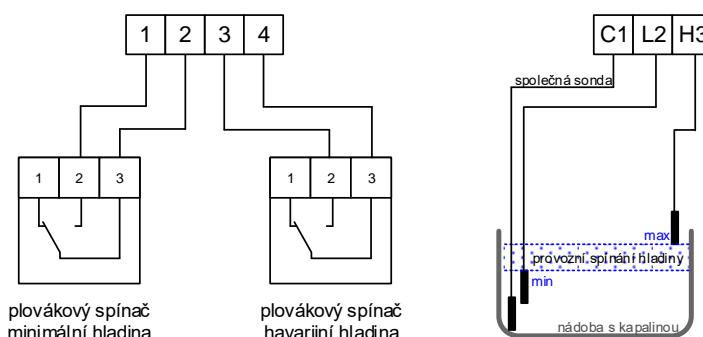 1 2 3 4
1 2 3
plovákový spínač
minimální hladina
1 2 3
plovákový spínač
havarijní hladina
C1 L2 H3
společná sonda
max
provozní spínání hladiny
min
nádoba s kapalinou